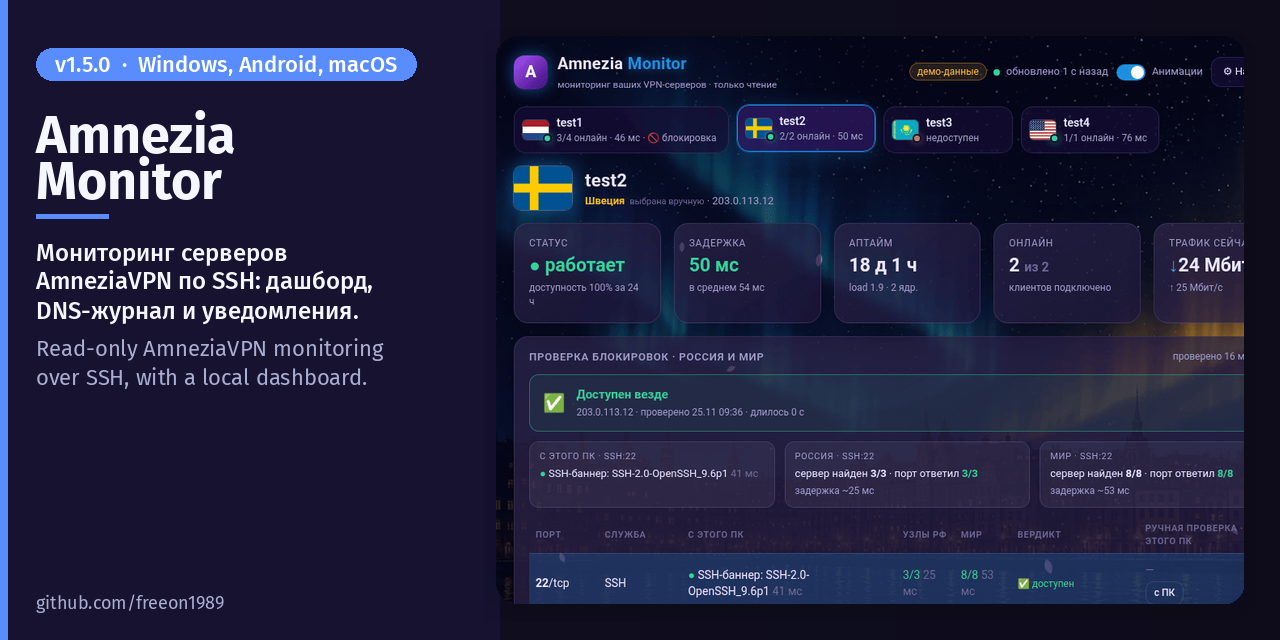 v1.5.0 · Windows, Android, macOS
Amnezia
Monitor
Мониторинг серверов
AmneziaVPN по SSH: дашборд,
DNS-журнал и уведомления.
Read-only AmneziaVPN monitoring
over SSH, with a local dashboard.
github.com/freeon1989
A
Amnezia Monitor
мониторинг ваших VPN-серверов · только чтение
демо-данные
обновлено 1 с назад
Анимации
test1
3/4 онлайн · 46 мс · 🚫 блокировка
test2
2/2 онлайн · 50 мс
test3
недоступен
test4
1/1 онлайн · 76 мс
test2
Швеция выбрана вручную · 203.0.113.12
СТАТУС
● работает
доступность 100% за 24
ч
ЗАДЕРЖКА
50 мс
в среднем 54 мс
АПТАЙМ
18 д 1 ч
load 1.9 · 2 ядр.
ОНЛАЙН
2 из 2
клиентов подключено
ТРАФИК СЕЙЧА
↓24 Мбит
↑ 25 Мбит/с
ПРОВЕРКА БЛОКИРОВОК · РОССИЯ И МИР
проверено 16 м
✅ Доступен везде
203.0.113.12 · проверено 25.11 09:36 · длилось 0 с
С ЭТОГО ПК · SSH:22
● SSH-баннер: SSH-2.0-OpenSSH_9.6p1 41 мс
РОССИЯ · SSH:22
сервер найден 3/3 · порт ответил 3/3
задержка ~25 мс
МИР · SSH:22
сервер найден 8/8 · порт ответил 8/8
задержка ~53 мс
ПОРТ СЛУЖБА С ЭТОГО ПК УЗЛЫ РФ МИР ВЕРДИКТ
РУЧНАЯ ПРОВЕРКА ·
ЭТОГО ПК
22/tcp SSH
● SSH-баннер: SSH-2.0-
OpenSSH_9.6p1 41 мс
3/3 25
мс
8/8 53
мс
✅ доступен
—
с ПК